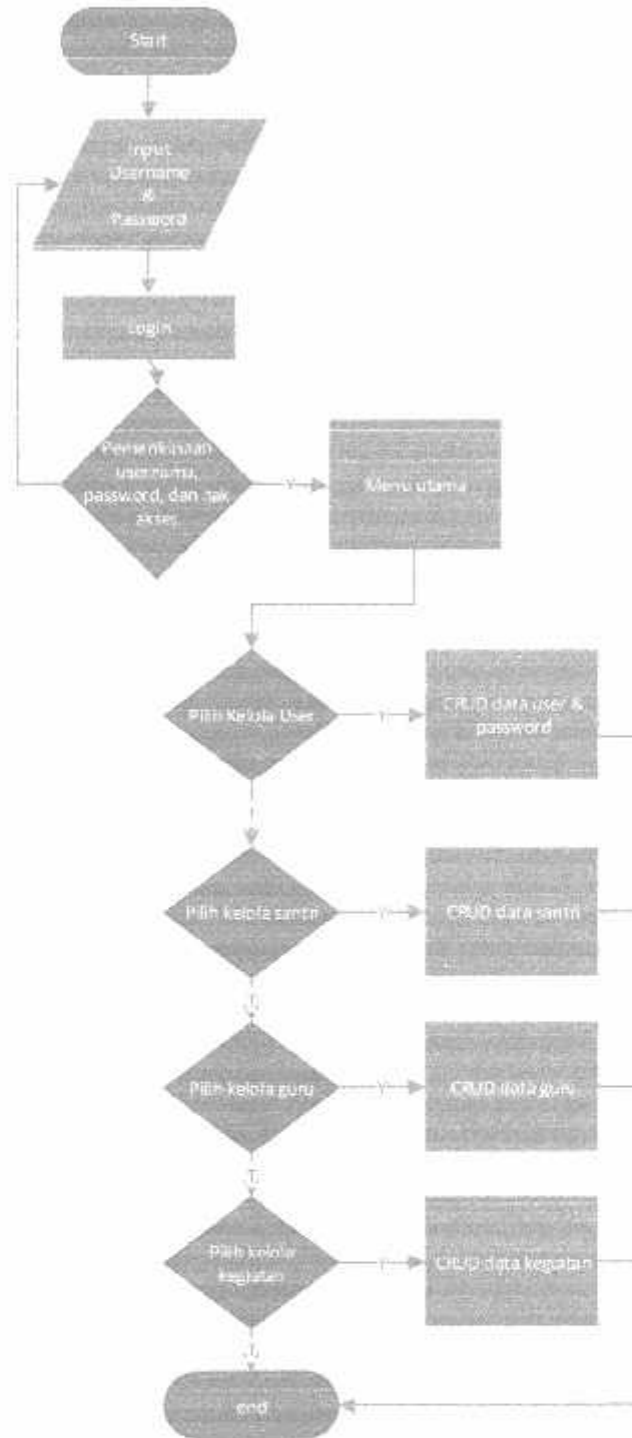 Start
Input
Username
&
Password
Login
Pemeriksaan
username,
password, dan hak
akses
Y
Menu utama
Pilih Kelola User
Y
CRUD data user &
password
Pilih kelola santri
Y
CRUD data santri
T
Pilih kelola guru
Y
CRUD data guru
T
Pilih kelola
kegiatan
Y
CRUD data kegiatan
T
end